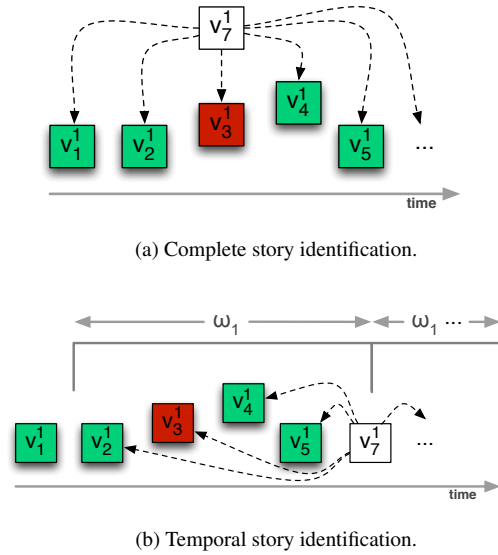 v₇¹
v₄¹
v₃¹
v₁¹ v₂¹ v₅¹ ...
time
(a) Complete story identification.
ω₁ ω₁ ...
v₄¹
v₃¹
v₁¹ v₂¹ v₅¹ v₇¹ ...
time
(b) Temporal story identification.